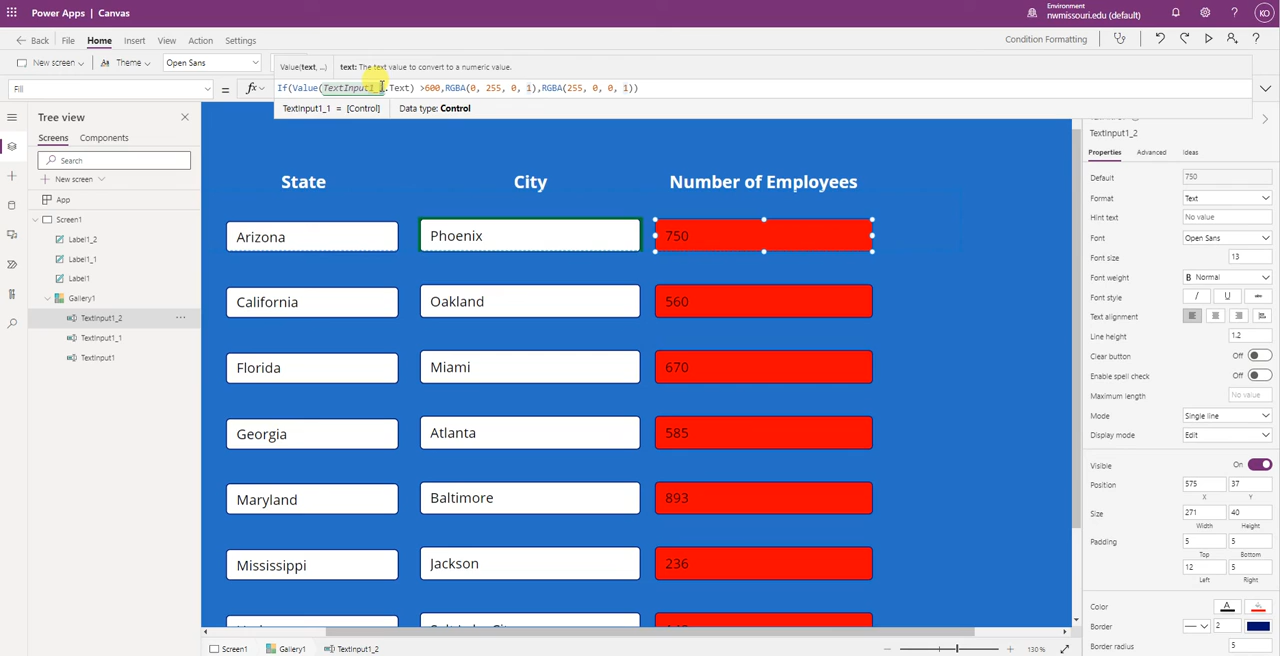 Power Apps | Canvas
Environment
nwmissouri.edu (default)
KO
Back File Home Insert View Action Settings
Condition Formatting
New screen Theme Open Sans
Value(text, ...) text: The text value to convert to a numeric value.
Fill = fx If(Value(TextInput1_1.Text) >600,RGBA(0, 255, 0, 1),RGBA(255, 0, 0, 1))
TextInput1_1 = [Control] Data type: Control
Tree view
Screens Components
Search
New screen
App
Screen1
Label1_2
Label1_1
Label1
Gallery1
TextInput1_2 ...
TextInput1_1
TextInput1
State City Number of Employees
Arizona Phoenix 750
California Oakland 560
Florida Miami 670
Georgia Atlanta 585
Maryland Baltimore 893
Mississippi Jackson 236
Screen1 Gallery1 TextInput1_2
130 %
TextInput1_2
Properties Advanced Ideas
Default 750
Format Text
Hint text No value
Font Open Sans
Font size 13
Font weight B Normal
Font style / U abc
Text alignment
Line height 1.2
Clear button Off
Enable spell check Off
Maximum length No value
Mode Single line
Display mode Edit
Visible On
Position 575 37
X Y
Size 271 40
Width Height
Padding 5 5
Top Bottom
12 5
Left Right
Color A
Border 2
Border radius 5